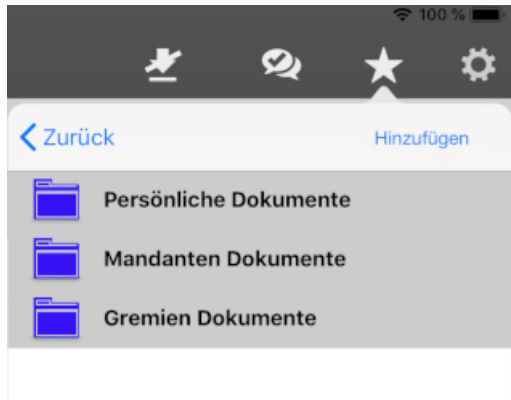 100 %
Zurück
Hinzufügen
Persönliche Dokumente
Mandanten Dokumente
Gremien Dokumente